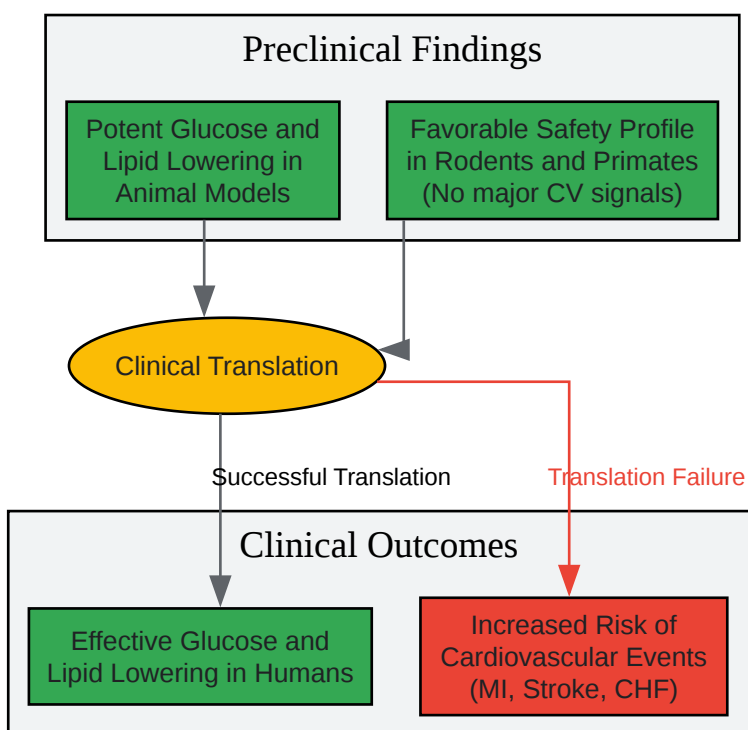 Preclinical Findings
Potent Glucose and
Lipid Lowering in
Animal Models
Favorable Safety Profile
in Rodents and Primates
(No major CV signals)
Clinical Translation
Successful Translation
Translation Failure
Clinical Outcomes
Effective Glucose and
Lipid Lowering in Humans
Increased Risk of
Cardiovascular Events
(MI, Stroke, CHF)